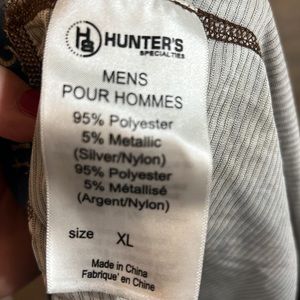 HS HUNTER'S
SPECIALTIES
MENS
POUR HOMMES
95% Polyester
5% Metallic
(Silver/Nylon)
95% Polyester
5% Métallisé
(Argent/Nylon)
size XL
Made in China
Fabrique' en Chine